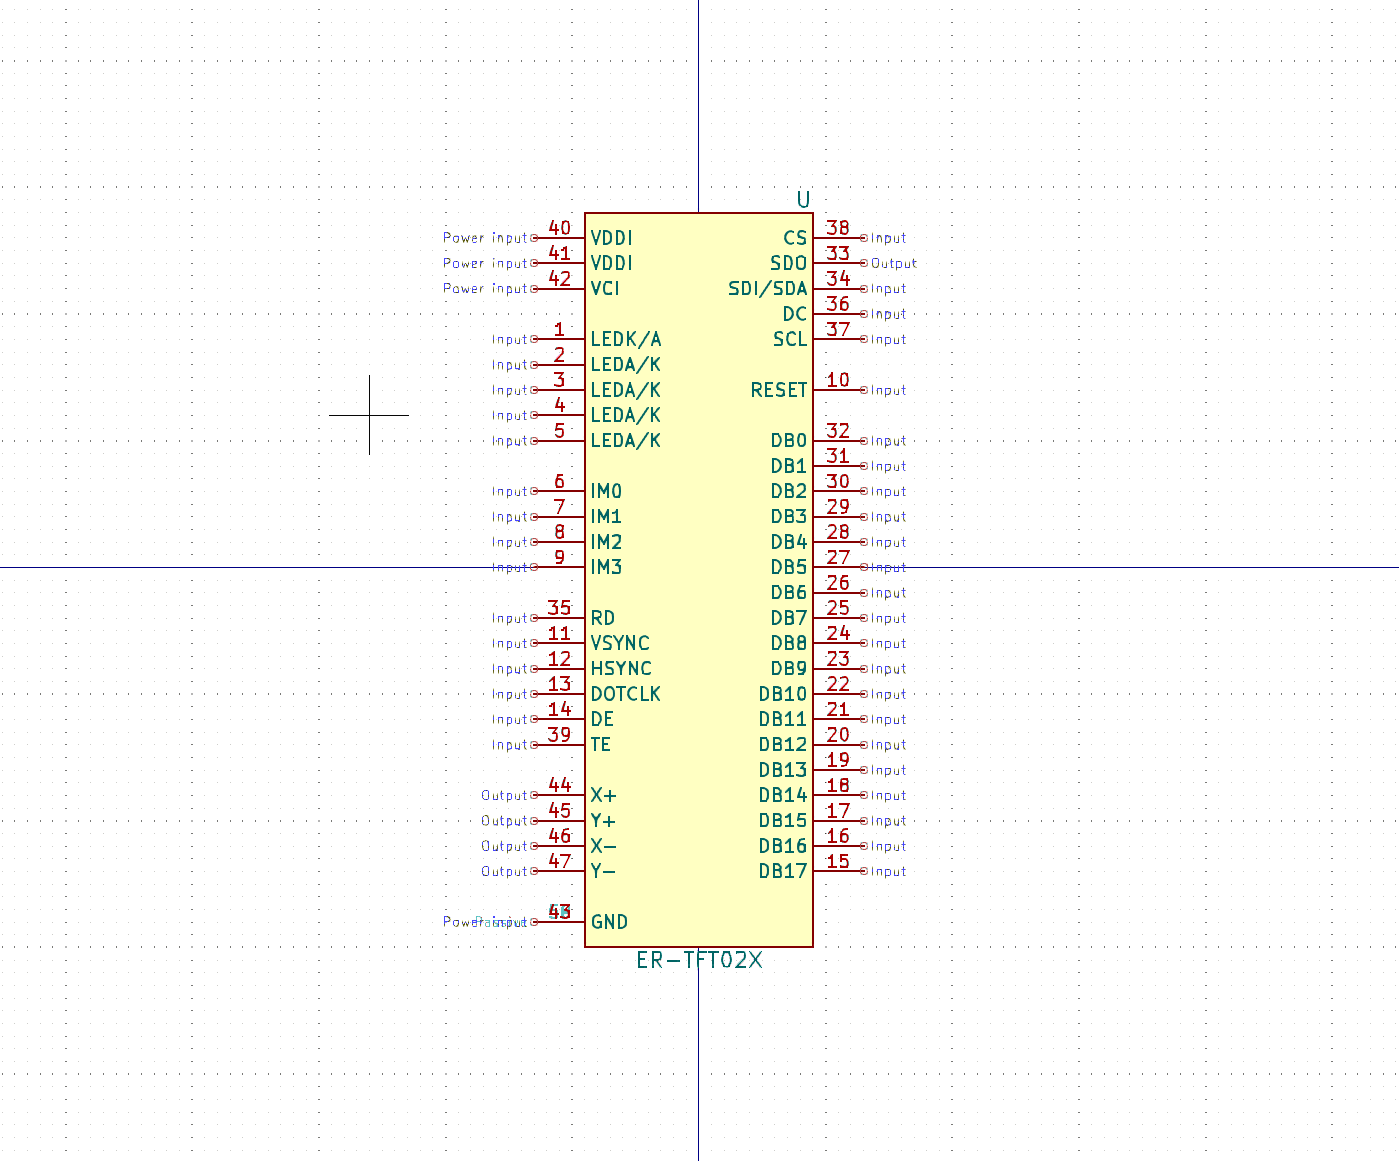 U
Power input 40 VDDI CS 38 Input
Power input 41 VDDI SDO 33 Output
Power input 42 VCI SDI/SDA 34 Input
DC 36 Input
Input 1 LEDK/A SCL 37 Input
Input 2 LEDA/K
Input 3 LEDA/K RESET 10 Input
Input 4 LEDA/K
Input 5 LEDA/K DB0 32 Input
DB1 31 Input
Input 6 IM0 DB2 30 Input
Input 7 IM1 DB3 29 Input
Input 8 IM2 DB4 28 Input
Input 9 IM3 DB5 27 Input
DB6 26 Input
Input 35 RD DB7 25 Input
Input 11 VSYNC DB8 24 Input
Input 12 HSYNC DB9 23 Input
Input 13 DOTCLK DB10 22 Input
Input 14 DE DB11 21 Input
Input 39 TE DB12 20 Input
DB13 19 Input
Output 44 X+ DB14 18 Input
Output 45 Y+ DB15 17 Input
Output 46 X- DB16 16 Input
Output 47 Y- DB17 15 Input
Power input GND
ER-TFT02X